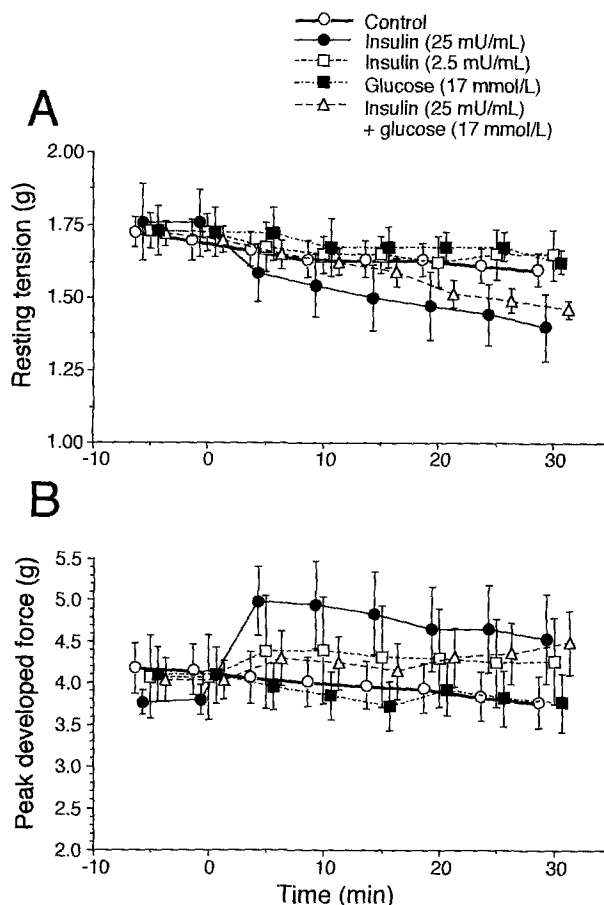 Control
Insulin (25 mU/mL)
Insulin (2.5 mU/mL)
Glucose (17 mmol/L)
Insulin (25 mU/mL)
+ glucose (17 mmol/L)
A
Resting tension (g)
2.00
1.75
1.50
1.25
1.00
-10 0 10 20 30
B
Peak developed force (g)
5.5
5.0
4.5
4.0
3.5
3.0
2.5
2.0
-10 0 10 20 30
Time (min)